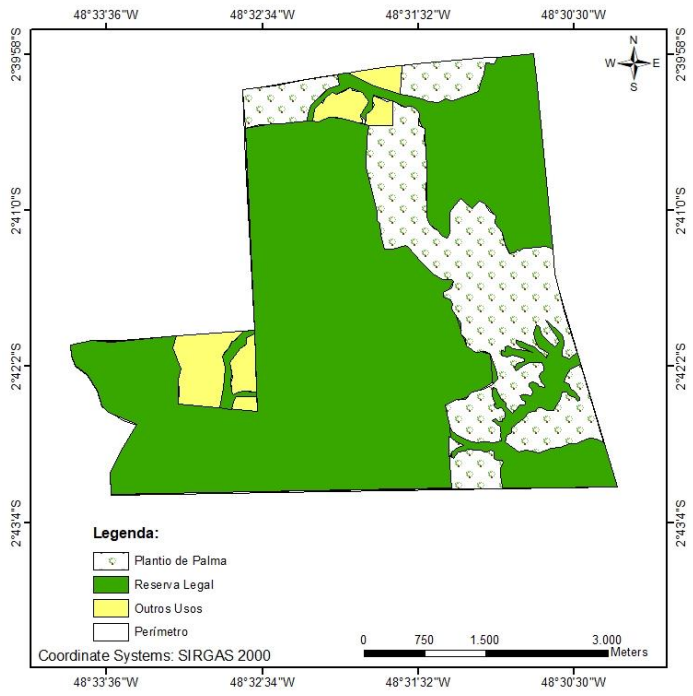 48°33'36"W 48°32'34"W 48°31'32"W 48°30'30"W
2°39'58"S 2°39'58"S
N
W E
S
2°41'0"S 2°41'0"S
2°42'2"S 2°42'2"S
2°43'4"S 2°43'4"S
Legenda:
Plantio de Palma
Reserva Legal
Outros Usos
Perímetro
0 750 1.500 3.000
Meters
Coordinate Systems: SIRGAS 2000
48°33'36"W 48°32'34"W 48°31'32"W 48°30'30"W